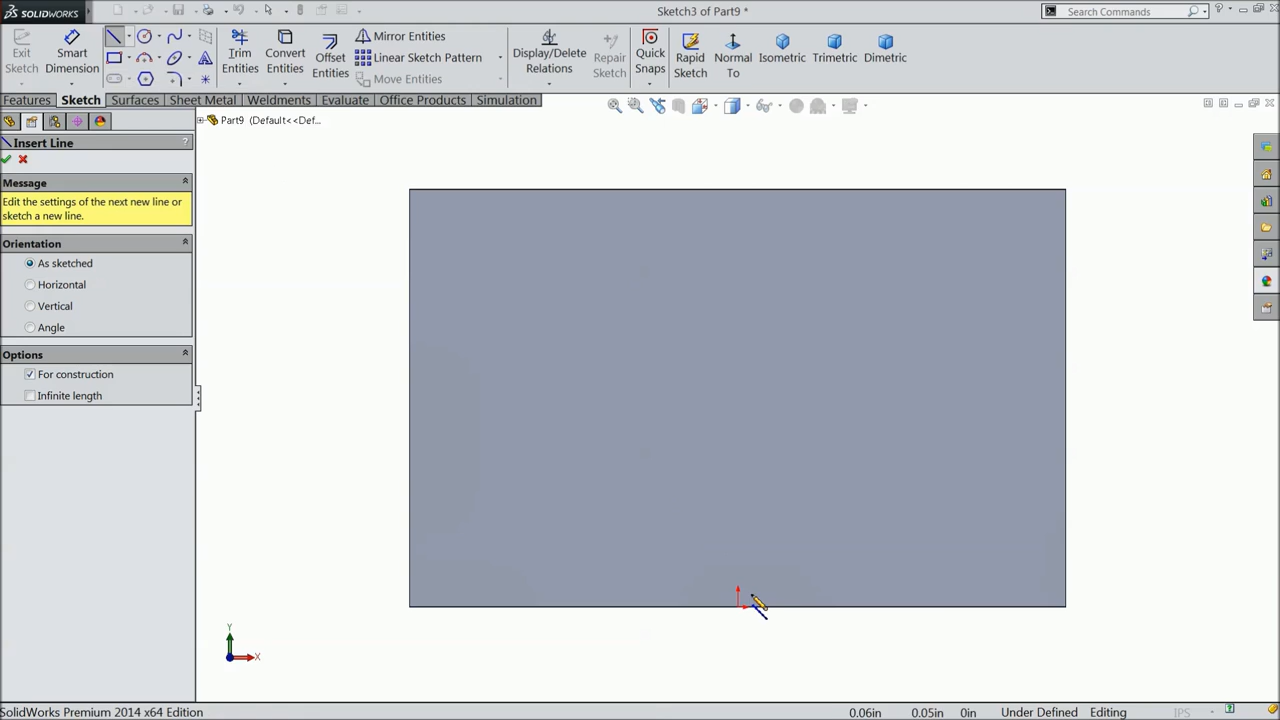 SOLIDWORKS
Sketch3 of Part9 *
Search Commands
Exit Sketch
Smart Dimension
Trim Entities
Convert Entities
Offset Entities
Mirror Entities
Linear Sketch Pattern
Move Entities
Display/Delete Relations
Repair Sketch
Quick Snaps
Rapid Sketch
Normal To
Isometric
Trimetric
Dimetric
Features Sketch Surfaces Sheet Metal Weldments Evaluate Office Products Simulation
Part9 (Default<<Def...
Insert Line ?
Message
Edit the settings of the next new line or
sketch a new line.
Orientation
As sketched
Horizontal
Vertical
Angle
Options
For construction
Infinite length
Y
X
SolidWorks Premium 2014 x64 Edition 0.06in 0.05in 0in Under Defined Editing IPS